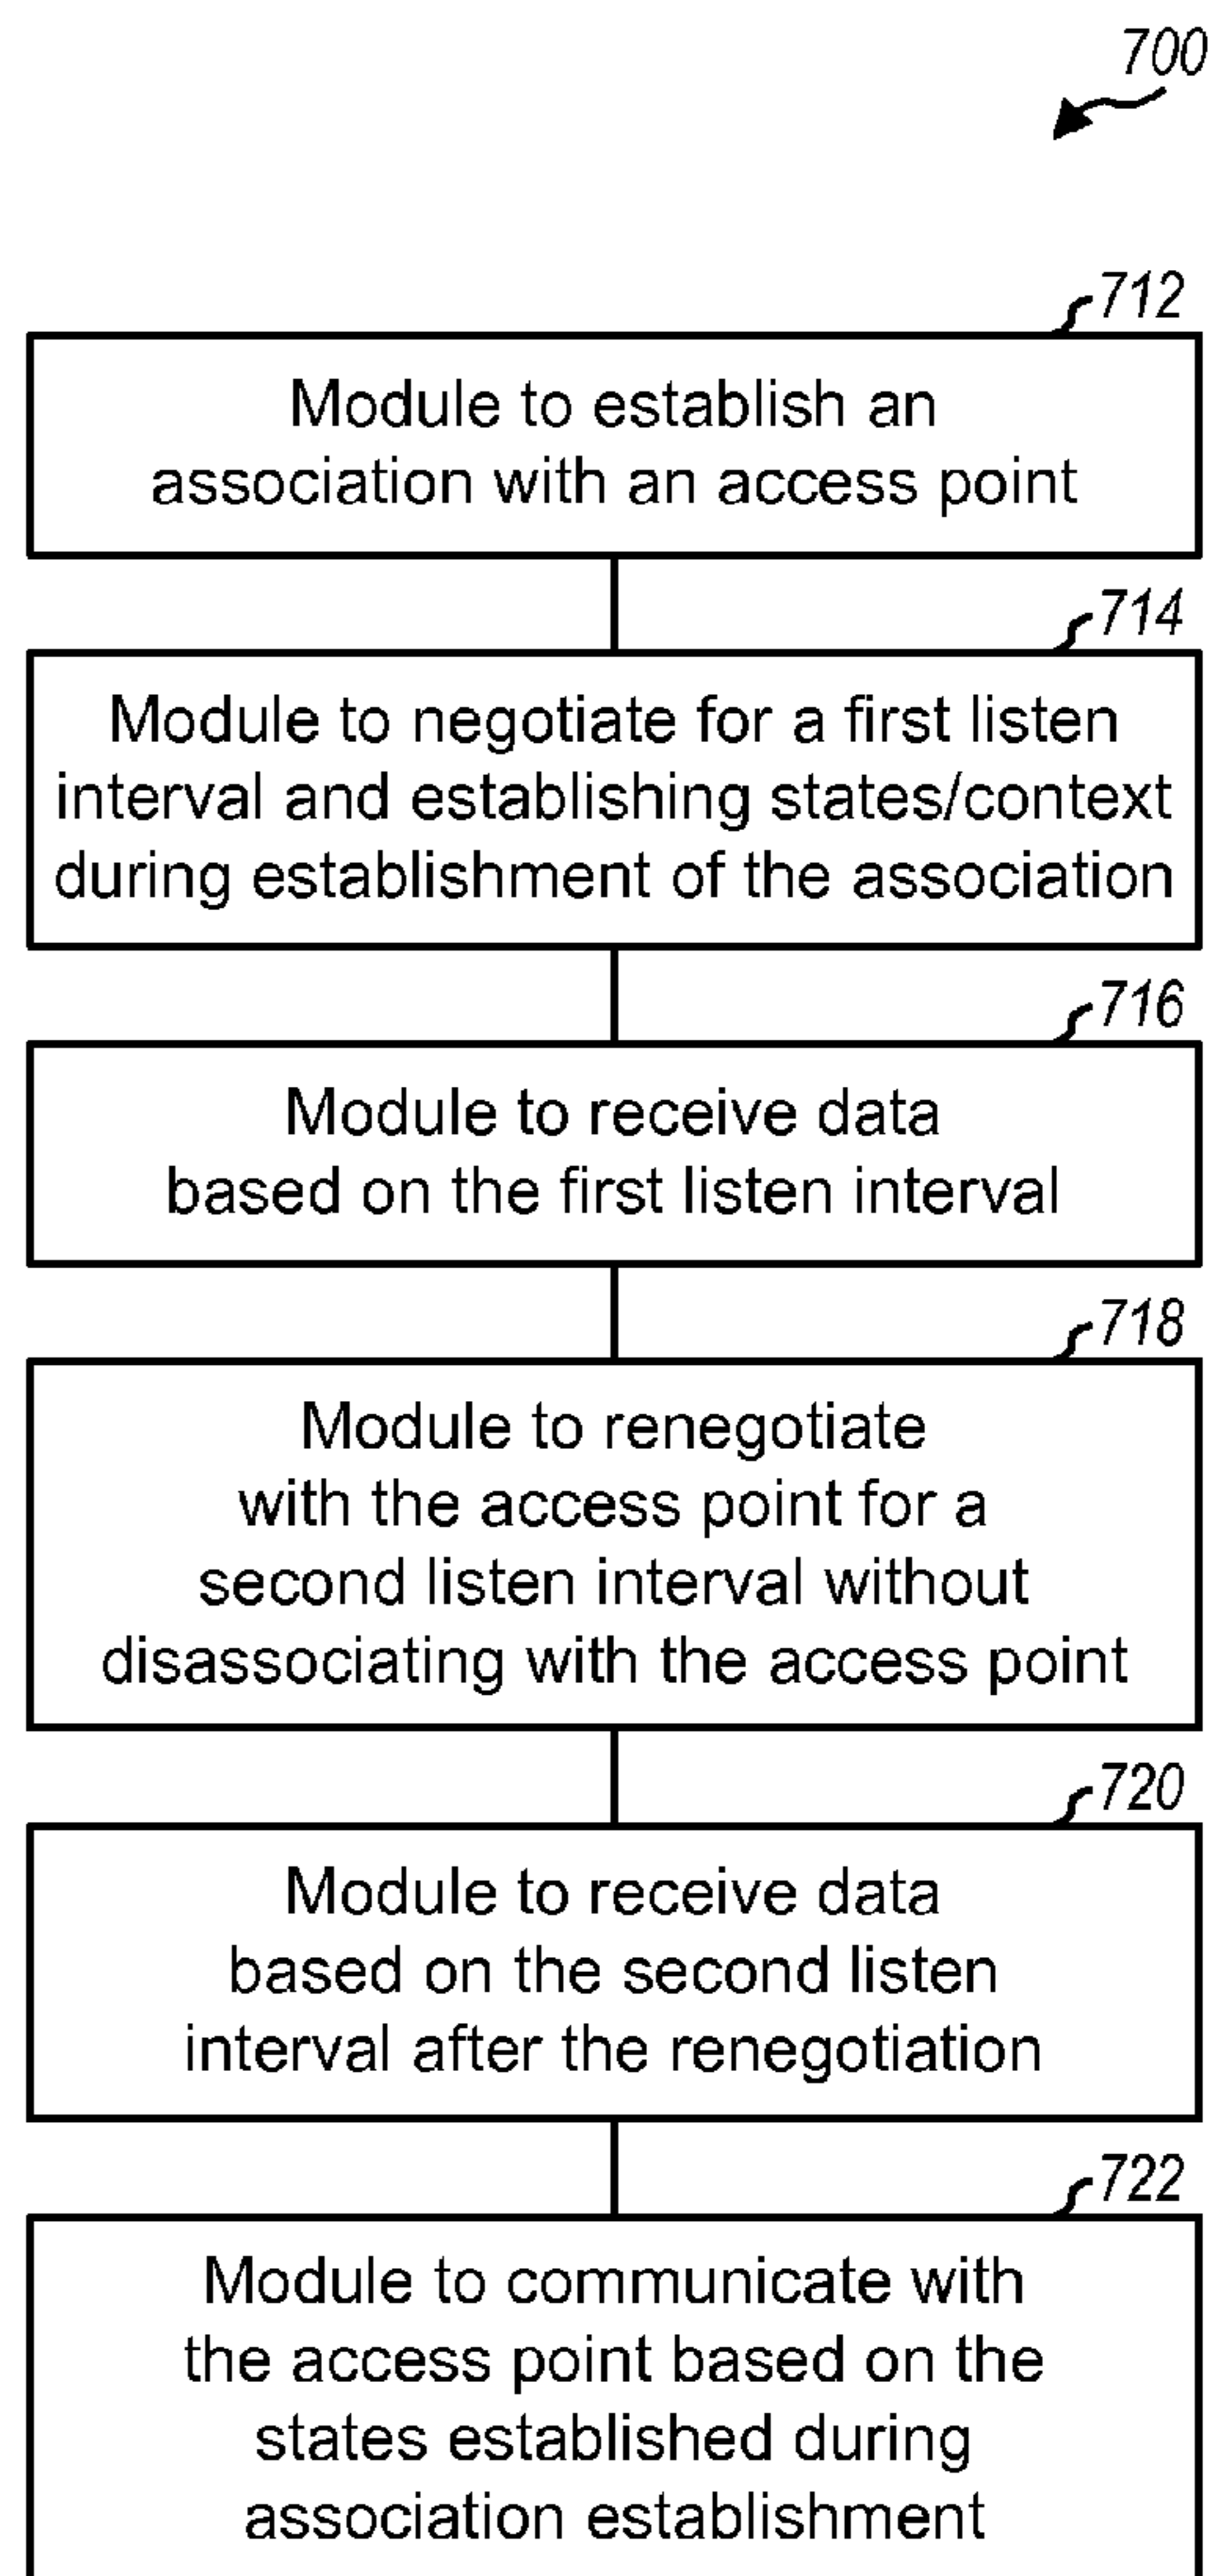 700
712
Module to establish an
association with an access point
714
Module to negotiate for a first listen
interval and establishing states/context
during establishment of the association
716
Module to receive data
based on the first listen interval
718
Module to renegotiate
with the access point for a
second listen interval without
disassociating with the access point
720
Module to receive data
based on the second listen
interval after the renegotiation
722
Module to communicate with
the access point based on the
states established during
association establishment